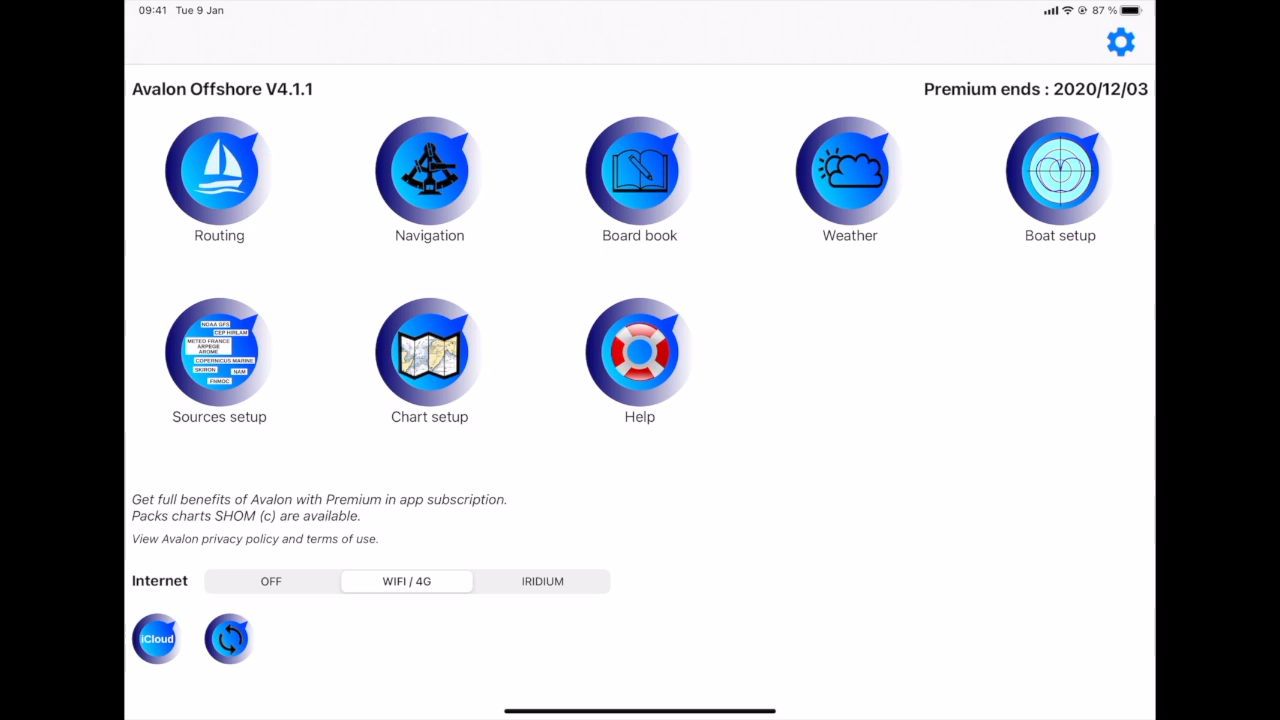 09:41 Tue 9 Jan
87 %
Avalon Offshore V4.1.1
Premium ends : 2020/12/03
Routing
Navigation
Board book
Weather
Boat setup
NOAA GFS
CEP HIRLAM
METEO FRANCE
ARPEGE
AROME
COPERNICUS MARINE
SKIRON
NAM
FNMOC
Sources setup
Chart setup
Help
Get full benefits of Avalon with Premium in app subscription.
Packs charts SHOM (c) are available.
View Avalon privacy policy and terms of use.
Internet
OFF
WIFI / 4G
IRIDIUM
iCloud